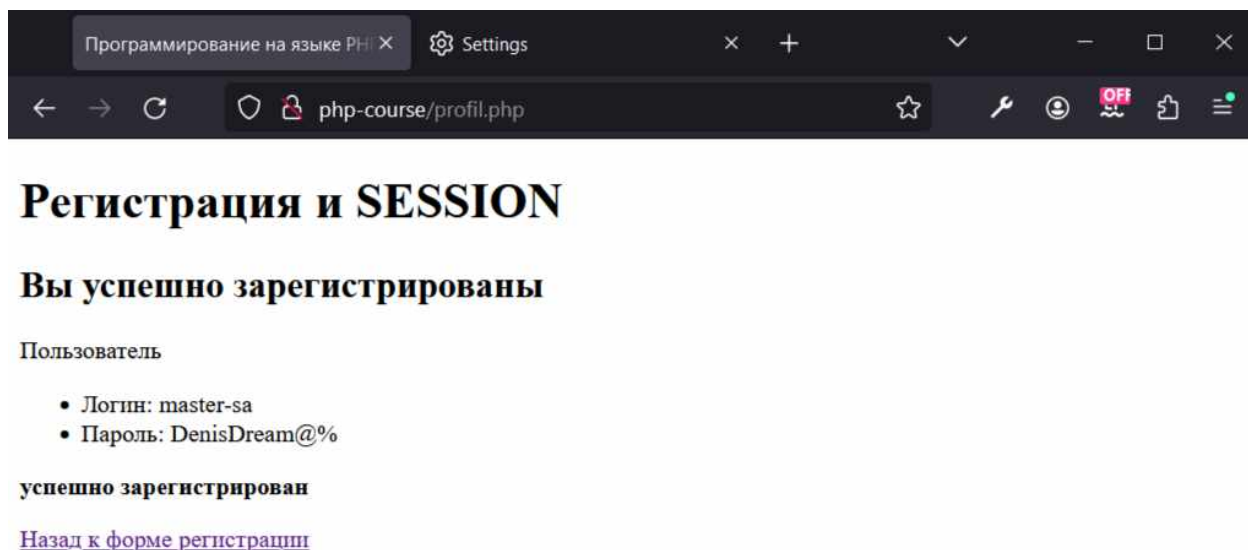 Программирование на языке PH
Settings
php-course/profil.php
OFF
Регистрация и SESSION
Вы успешно зарегистрированы
Пользователь
• Логин: master-sa
• Пароль: DenisDream@%
успешно зарегистрирован
Назад к форме регистрации